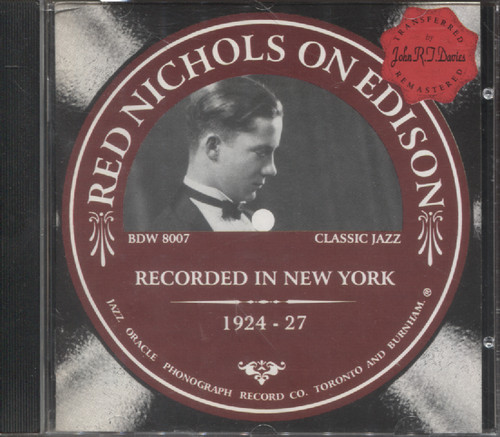 RED NICHOLS ON EDISON
TRANSFERRED
BY
John R.T. Davies
REMASTERED
BDW 8007
CLASSIC JAZZ
RECORDED IN NEW YORK
1924 - 27
JAZZ ORACLE PHONOGRAPH RECORD CO. TORONTO AND BURNHAM. ®